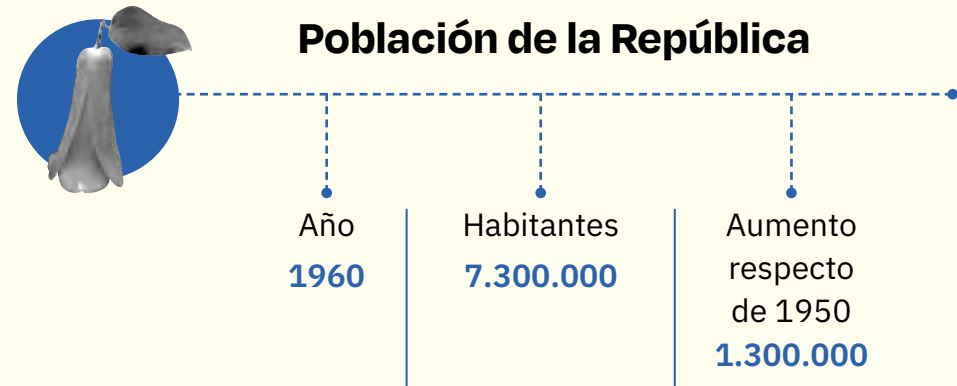 Población de la República
Año
1960
Habitantes
7.300.000
Aumento
respecto
de 1950
1.300.000